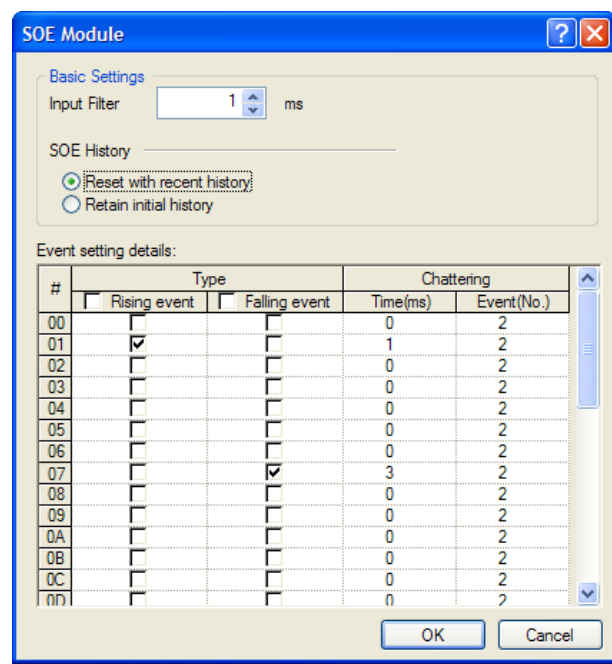 SOE Module
Basic Settings
Input Filter 1 ms
SOE History
Reset with recent history
Retain initial history
Event setting details:
# Type Chattering
Rising event Falling event Time(ms) Event(No.)
00 0 2
01 1 2
02 0 2
03 0 2
04 0 2
05 0 2
06 0 2
07 3 2
08 0 2
09 0 2
0A 0 2
0B 0 2
0C 0 2
0D 0 2
OK Cancel